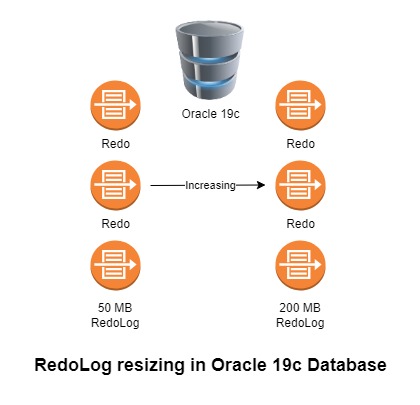 Oracle 19c
Redo
Redo
Increasing
Redo
Redo
50 MB
RedoLog
200 MB
RedoLog
RedoLog resizing in Oracle 19c Database